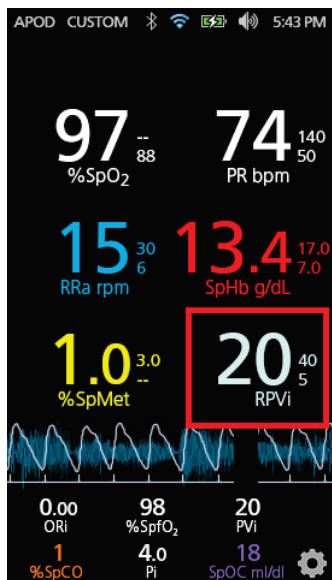 APOD CUSTOM 5:43 PM
97 -- 88 74 140 50
%SpO2 PR bpm
15 30 6 13.4 17.0 7.0
RRa rpm SpHb g/dL
1.0 3.0 -- 20 40 5
%SpMet RPVi
0.00 98 20
ORi %SpfO2 PVi
1 4.0 18
%SpCO Pi SpOC ml/dl